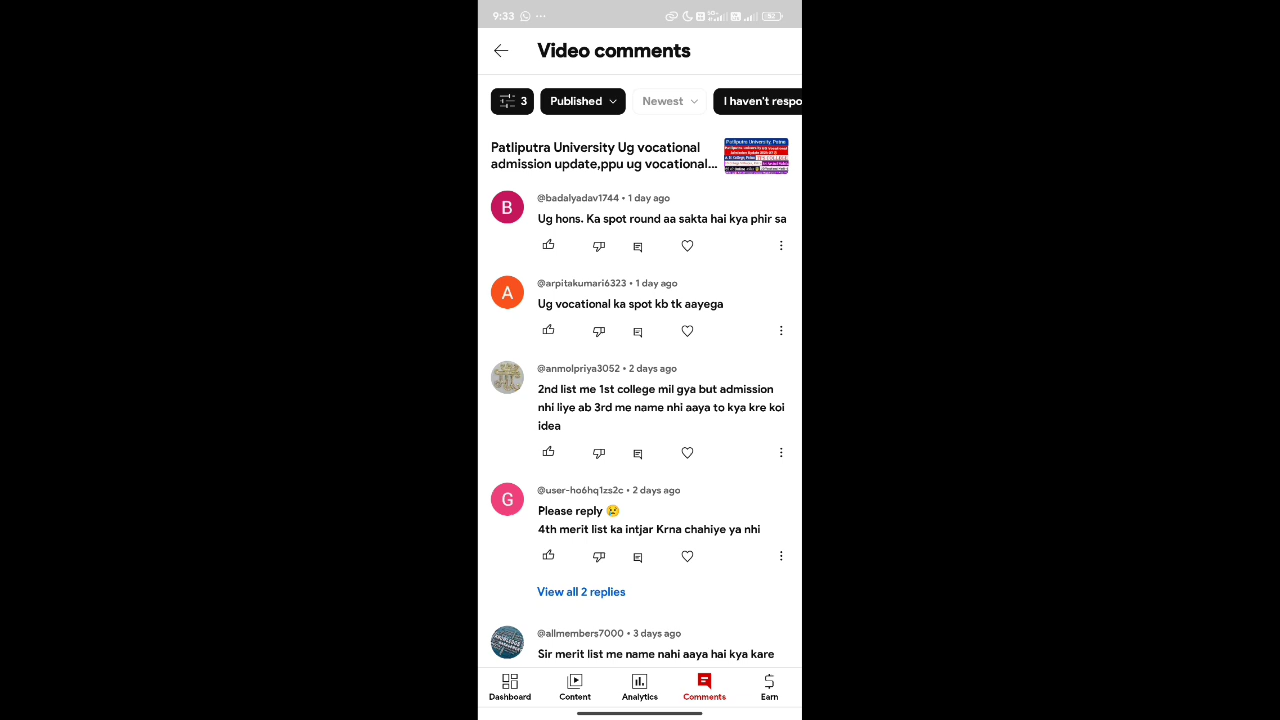 9:33
Video comments
3
Published
Newest
I haven't respo
Patliputra University Ug vocational
admission update,ppu ug vocational...
Patliputra University, Patna
@badalyadav1744 • 1 day ago
B
Ug hons. Ka spot round aa sakta hai kya phir sa
@arpitakumari6323 • 1 day ago
A
Ug vocational ka spot kb tk aayega
@anmolpriya3052 • 2 days ago
2nd list me 1st college mil gya but admission
nhi liye ab 3rd me name nhi aaya to kya kre koi
idea
@user-ho6hq1zs2c • 2 days ago
G
Please reply 😢
4th merit list ka intjar Krna chahiye ya nhi
View all 2 replies
@allmembers7000 • 3 days ago
Sir merit list me name nahi aaya hai kya kare
Dashboard
Content
Analytics
Comments
Earn